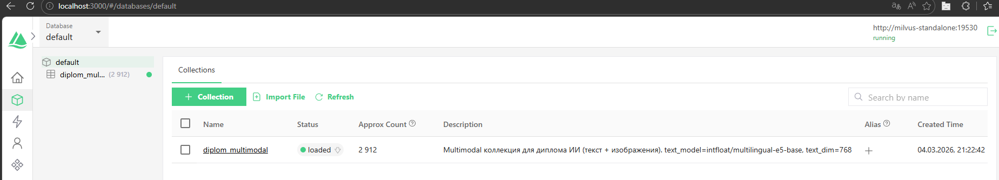 localhost:3000/#/databases/default
Database
default
http://milvus-standalone:19530
running
default
diplom_mul... (2 912)
Collections
+ Collection Import File Refresh
Search by name
Name Status Approx Count ? Description Alias ? Created Time
diplom_multimodal loaded 2 912 Multimodal коллекция для диплома ИИ (текст + изображения). text_model=intfloat/multilingual-e5-base, text_dim=768 + 04.03.2026, 21:22:42